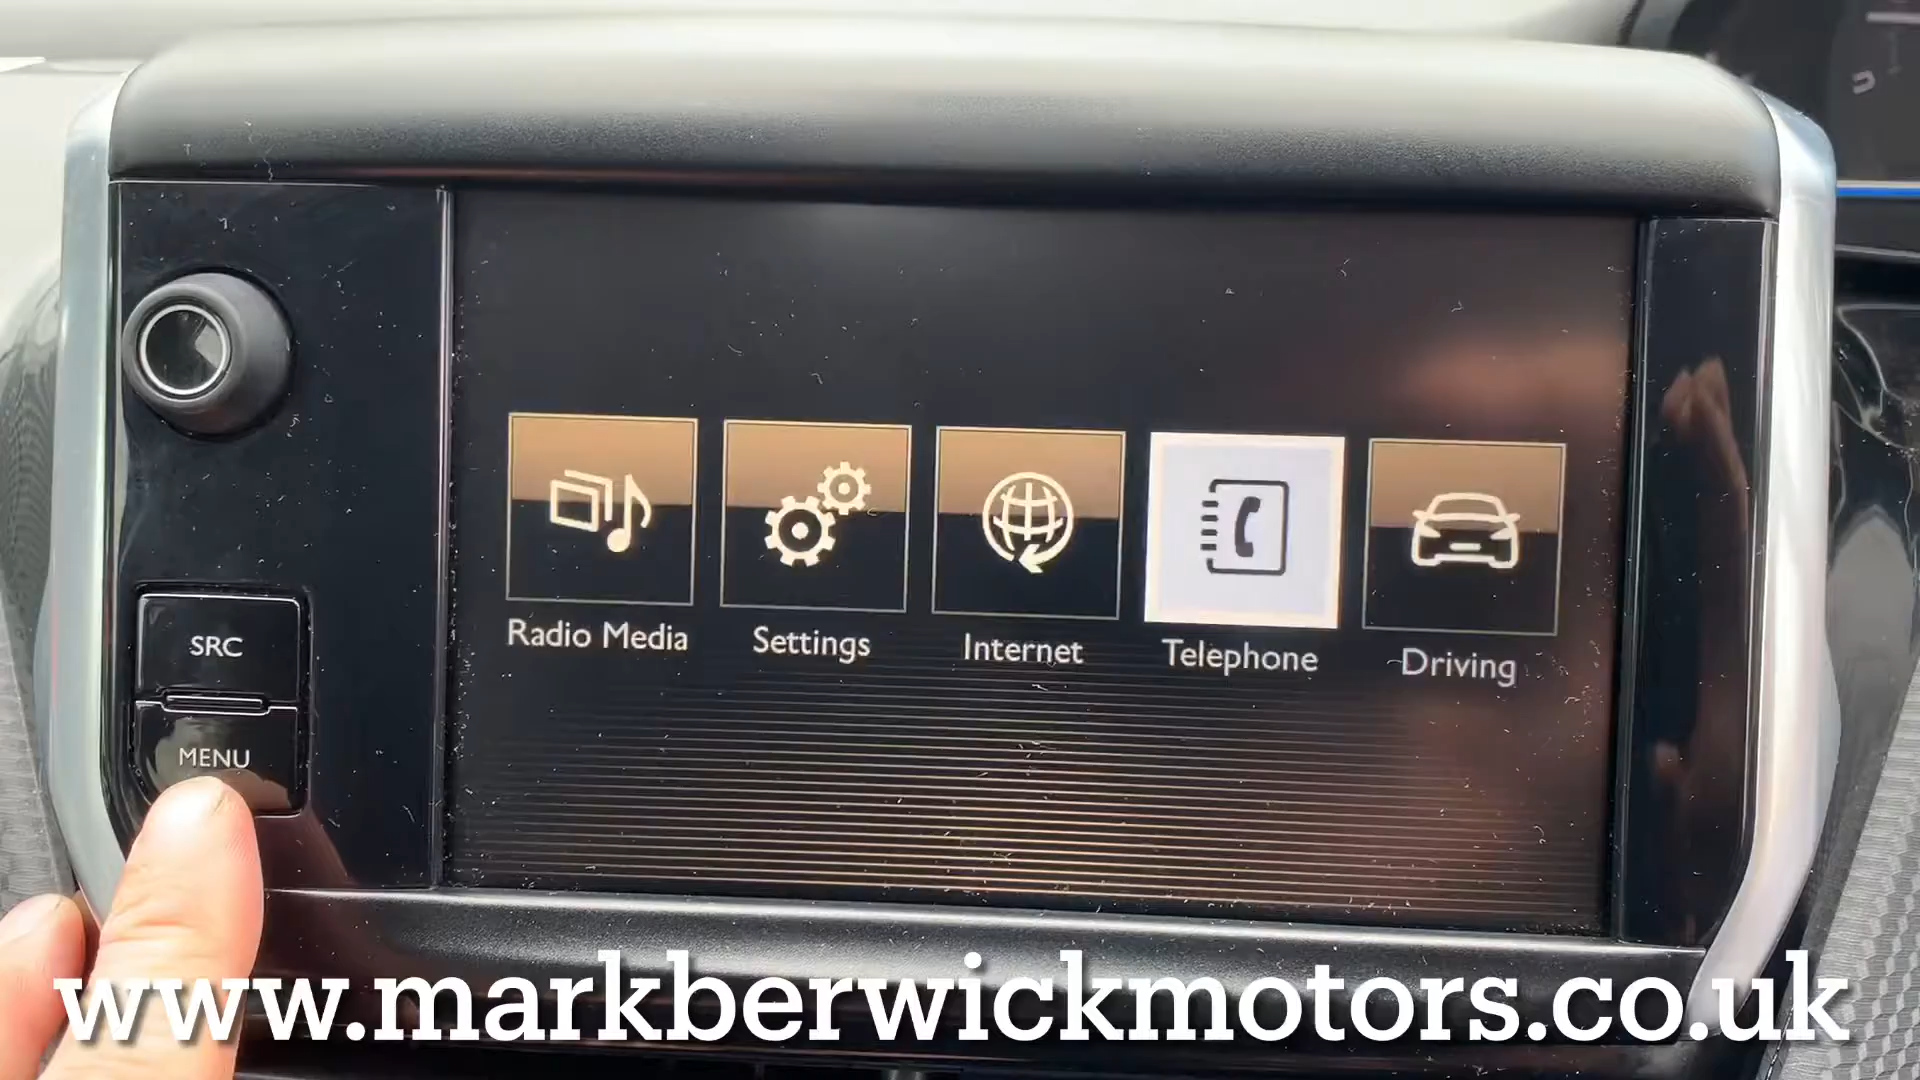 SRC
MENU
Radio Media
Settings
Internet
Telephone
Driving
www.markberwickmotors.co.uk